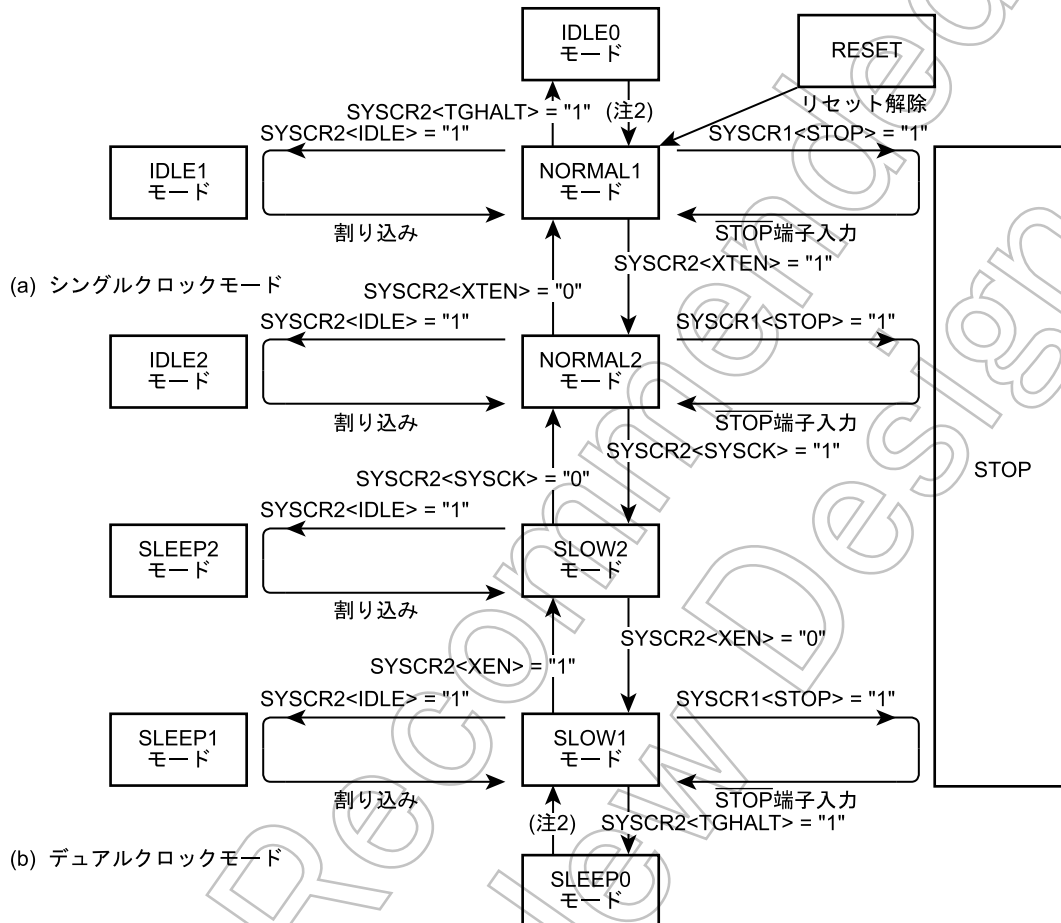 IDLE0
モード
RESET
SYSCR2<TGHALT> = "1"
(注2)
リセット解除
SYSCR2<IDLE> = "1"
SYSCR1<STOP> = "1"
IDLE1
モード
NORMAL1
モード
割り込み
STOP端子入力
SYSCR2<XTEN> = "1"
(a) シングルクロックモード
SYSCR2<XTEN> = "0"
SYSCR2<IDLE> = "1"
SYSCR1<STOP> = "1"
IDLE2
モード
NORMAL2
モード
割り込み
STOP端子入力
SYSCR2<SYSCK> = "1"
STOP
SYSCR2<SYSCK> = "0"
SYSCR2<IDLE> = "1"
SLEEP2
モード
SLOW2
モード
割り込み
SYSCR2<XEN> = "0"
SYSCR2<XEN> = "1"
SYSCR2<IDLE> = "1"
SYSCR1<STOP> = "1"
SLEEP1
モード
SLOW1
モード
割り込み
STOP端子入力
(注2)
SYSCR2<TGHALT> = "1"
(b) デュアルクロックモード
SLEEP0
モード
Recommended
New Design